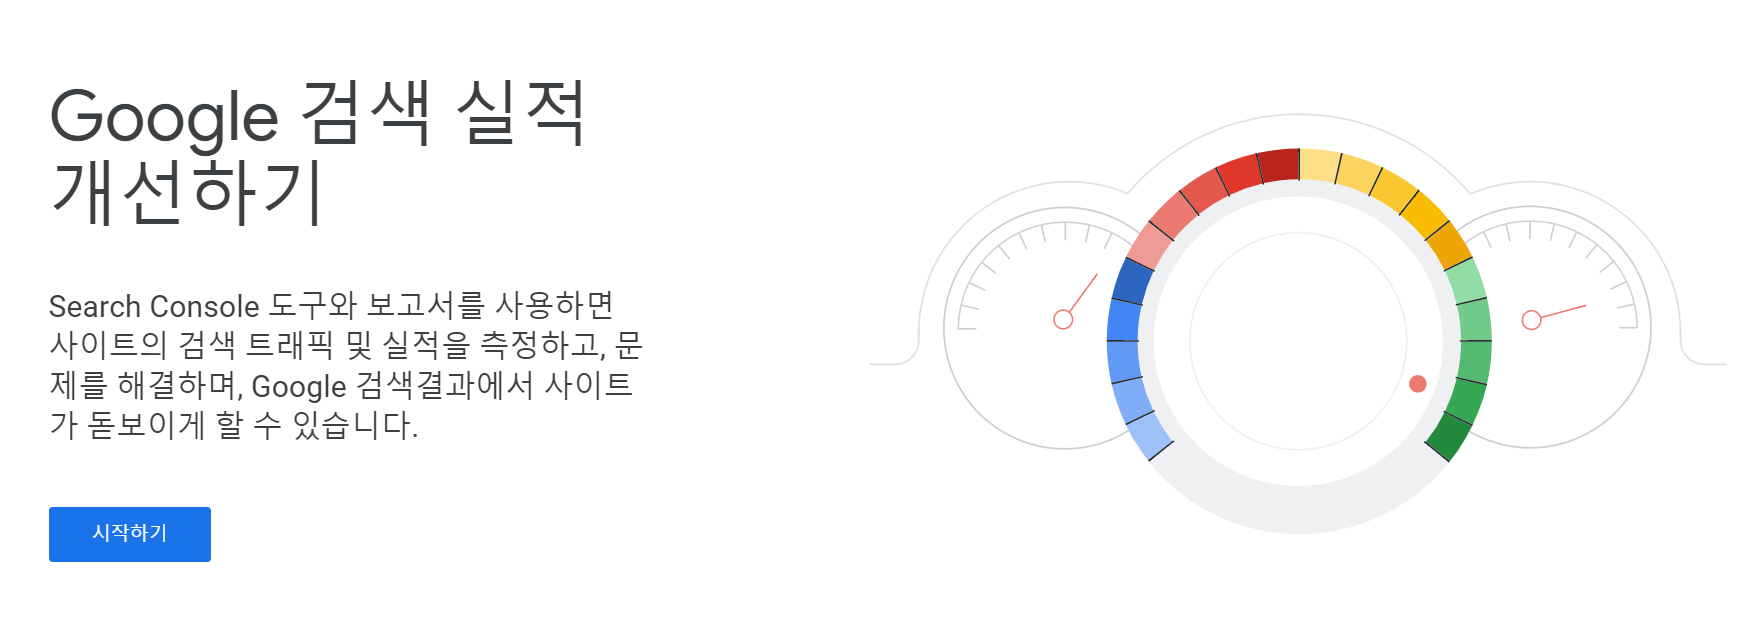 Google 검색 실적
개선하기
Search Console 도구와 보고서를 사용하면
사이트의 검색 트래픽 및 실적을 측정하고, 문
제를 해결하며, Google 검색결과에서 사이트
가 돋보이게 할 수 있습니다.
시작하기